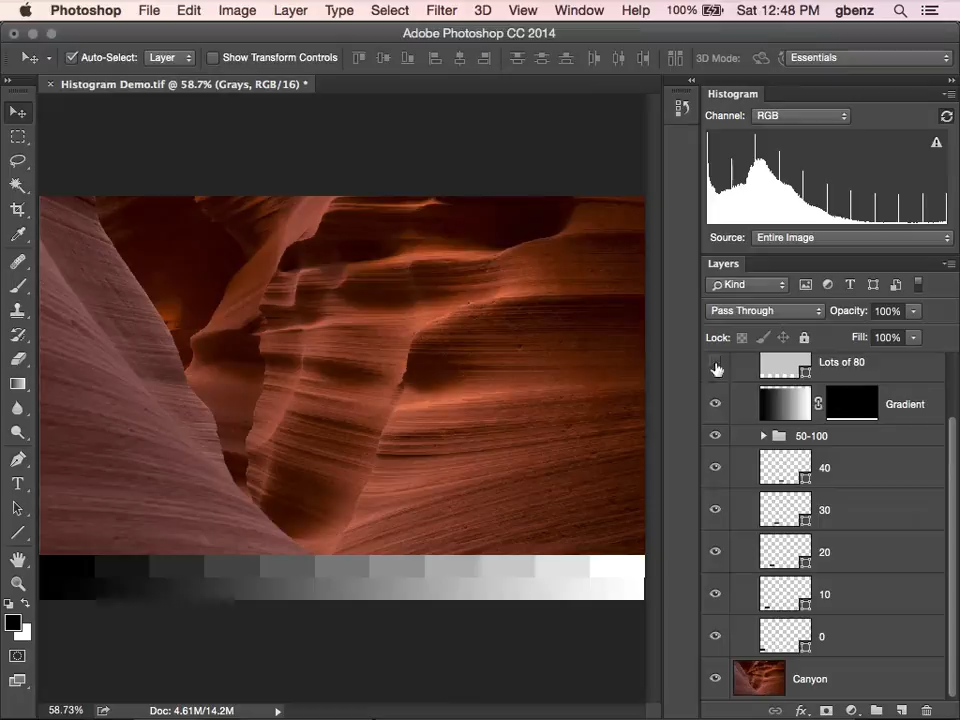 Photoshop File Edit Image Layer Type Select Filter 3D View Window Help 100% Sat 12:48 PM gbenz
Adobe Photoshop CC 2014
Auto-Select: Layer Show Transform Controls 3D Mode: Essentials
Histogram Demo.tif @ 58.7% (Grays, RGB/16) *
Histogram
Channel: RGB
Source: Entire Image
Layers
Kind
Pass Through Opacity: 100%
Lock: Fill: 100%
Lots of 80
Gradient
50-100
40
30
20
10
0
Canyon
58.73% Doc: 4.61M/14.2M